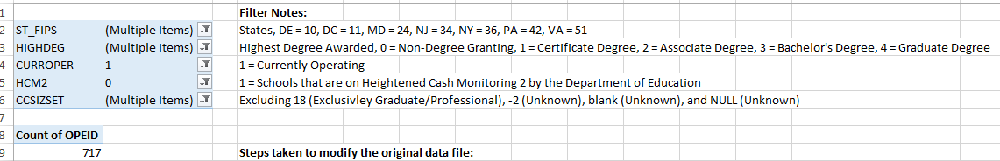 1 Filter Notes:
2 ST_FIPS (Multiple Items) States, DE = 10, DC = 11, MD = 24, NJ = 34, NY = 36, PA = 42, VA = 51
3 HIGHDEG (Multiple Items) Highest Degree Awarded, 0 = Non-Degree Granting, 1 = Certificate Degree, 2 = Associate Degree, 3 = Bachelor's Degree, 4 = Graduate Degree
4 CURROPER 1 1 = Currently Operating
5 HCM2 0 1 = Schools that are on Heightened Cash Monitoring 2 by the Department of Education
6 CCSIZSET (Multiple Items) Excluding 18 (Exclusivley Graduate/Professional), -2 (Unknown), blank (Unknown), and NULL (Unknown)
7
8 Count of OPEID
9 717 Steps taken to modify the original data file: